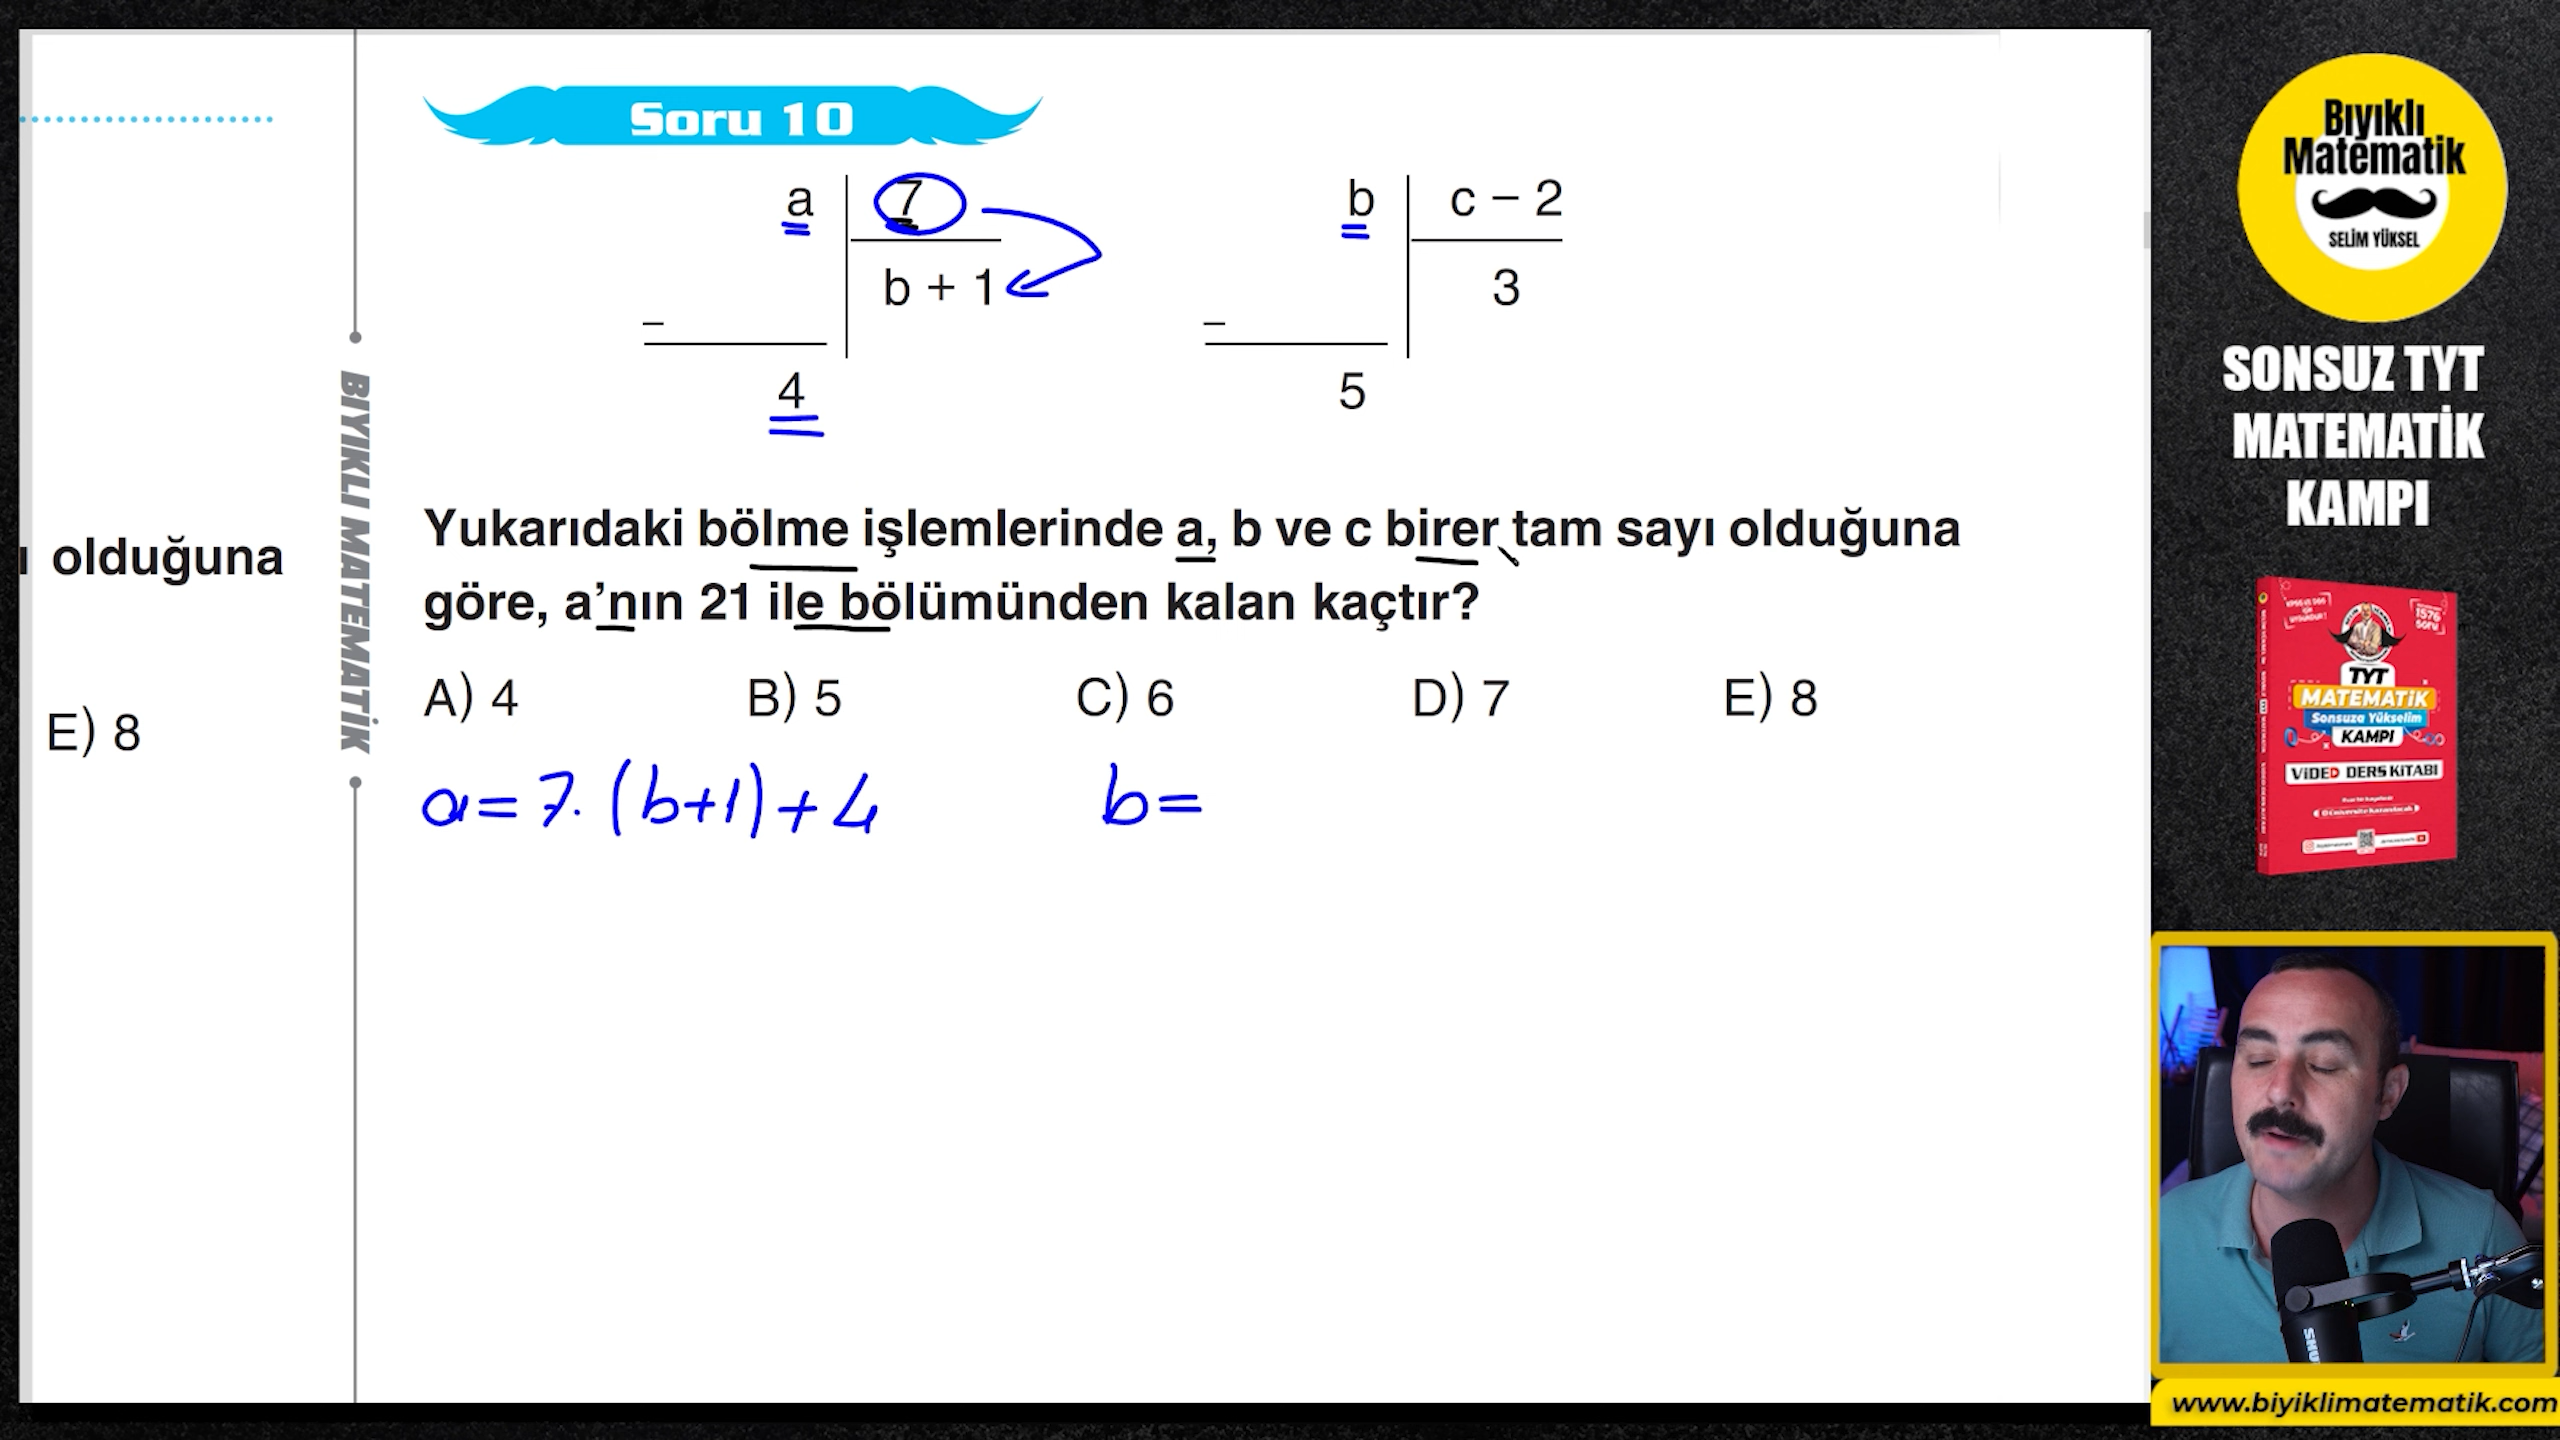 Soru 10
a 7
b + 1
–
4
b c – 2
3
–
5
Yukarıdaki bölme işlemlerinde a, b ve c birer tam sayı olduğuna
göre, a’nın 21 ile bölümünden kalan kaçtır?
A) 4 B) 5 C) 6 D) 7 E) 8
a = 7. (b+1) + 4 b =
olduğuna
E) 8
BIYIKLI MATEMATİK
Bıyıklı
Matematik
SELİM YÜKSEL
SONSUZ TYT
MATEMATİK
KAMPI
TYT
MATEMATİK
Sonsuza Yükselim
KAMPI
VİDEO DERS KİTABI
www.biyiklimatematik.com